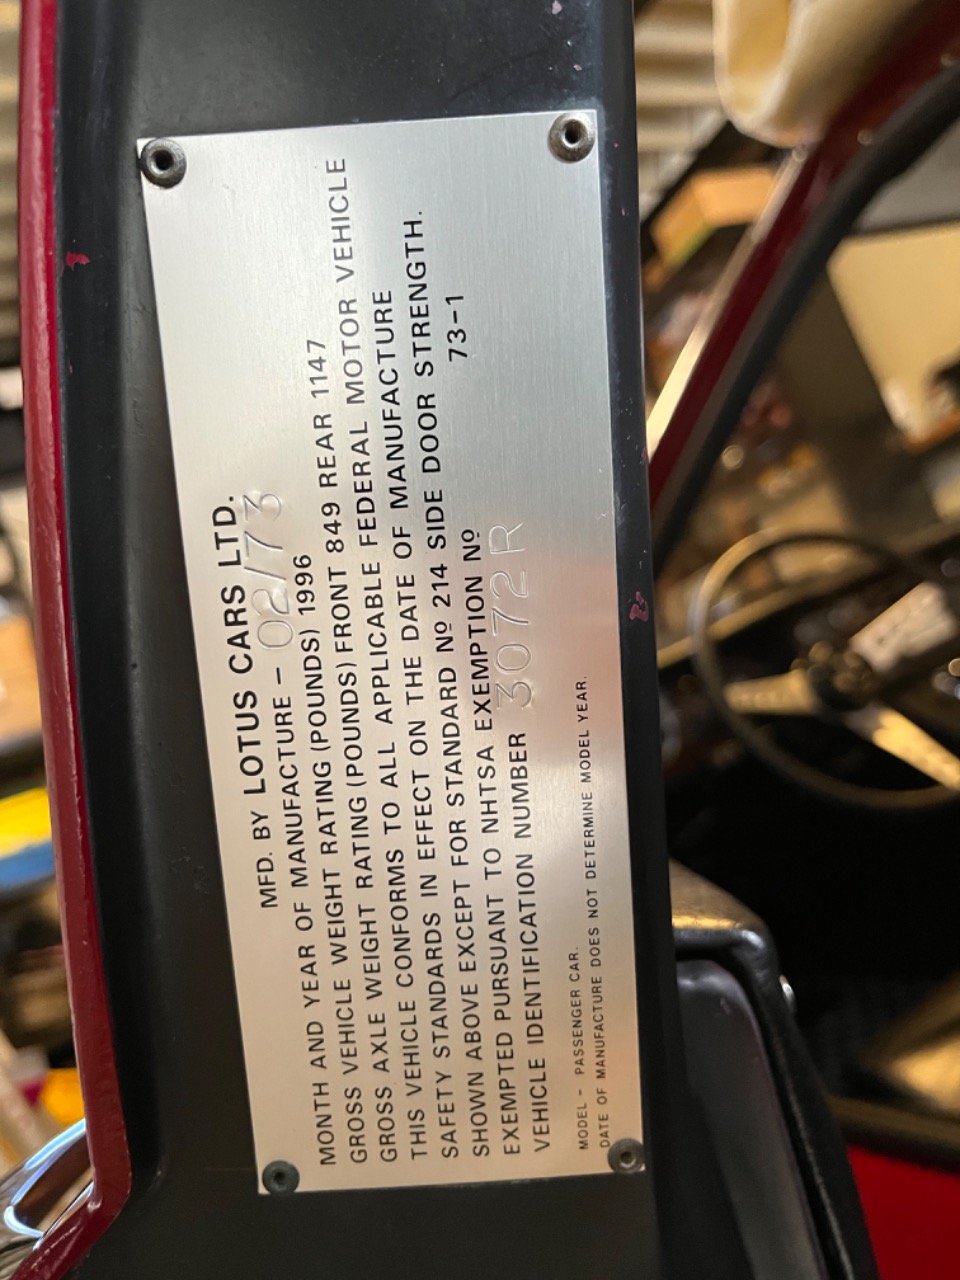 MFD. BY LOTUS CARS LTD.
MONTH AND YEAR OF MANUFACTURE – 02/73
GROSS VEHICLE WEIGHT RATING (POUNDS) 1996
GROSS AXLE WEIGHT RATING (POUNDS) FRONT 849 REAR 1147
THIS VEHICLE CONFORMS TO ALL APPLICABLE FEDERAL MOTOR VEHICLE
SAFETY STANDARDS IN EFFECT ON THE DATE OF MANUFACTURE
SHOWN ABOVE EXCEPT FOR STANDARD Nº 214 SIDE DOOR STRENGTH.
EXEMPTED PURSUANT TO NHTSA EXEMPTION Nº 73-1
VEHICLE IDENTIFICATION NUMBER 3072R
MODEL – PASSENGER CAR.
DATE OF MANUFACTURE DOES NOT DETERMINE MODEL YEAR.